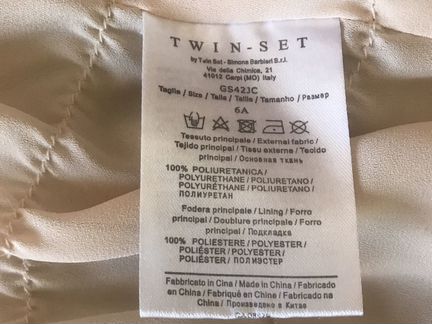 TWIN-SET
by Twin Set - Simona Barbieri S.r.l.
Via della Chimica, 21
41012 Carpi (MO) Italy
GS42JC
Taglia / Size / Talla / Taille / Tamanho / Размер
6A
Tessuto principale / External fabric /
Tejido principal / Tissu externe / Tecido
principal / Основная ткань
100% POLIURETANICA /
POLYURETHANE / POLIURETANO /
POLYURÉTHANE / POLIURETANO /
ПОЛИУРЕТАН
Fodera principale / Lining / Forro
principal / Doublure principale / Forro
principal / Подкладка
100% POLIESTERE / POLYESTER /
POLIÉSTER / POLYESTER /
POLIÉSTER / ПОЛИЭСТЕР
Fabbricato in Cina / Made in China / Fabricado
en China / Fabriqué en Chine / Fabricado na
China / Произведено в Китае